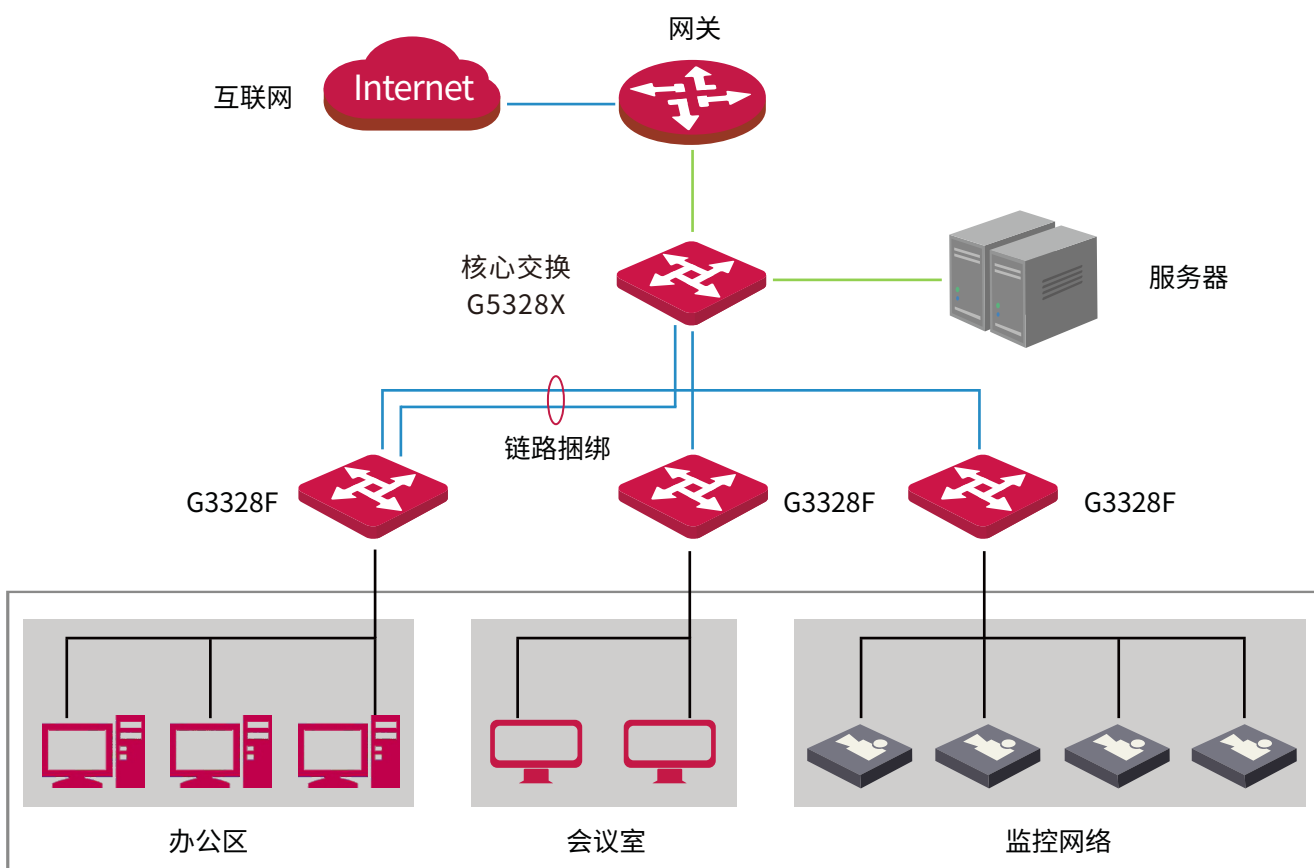 网关
互联网
Internet
核心交换
G5328X
服务器
链路捆绑
G3328F
G3328F
G3328F
办公区
会议室
监控网络